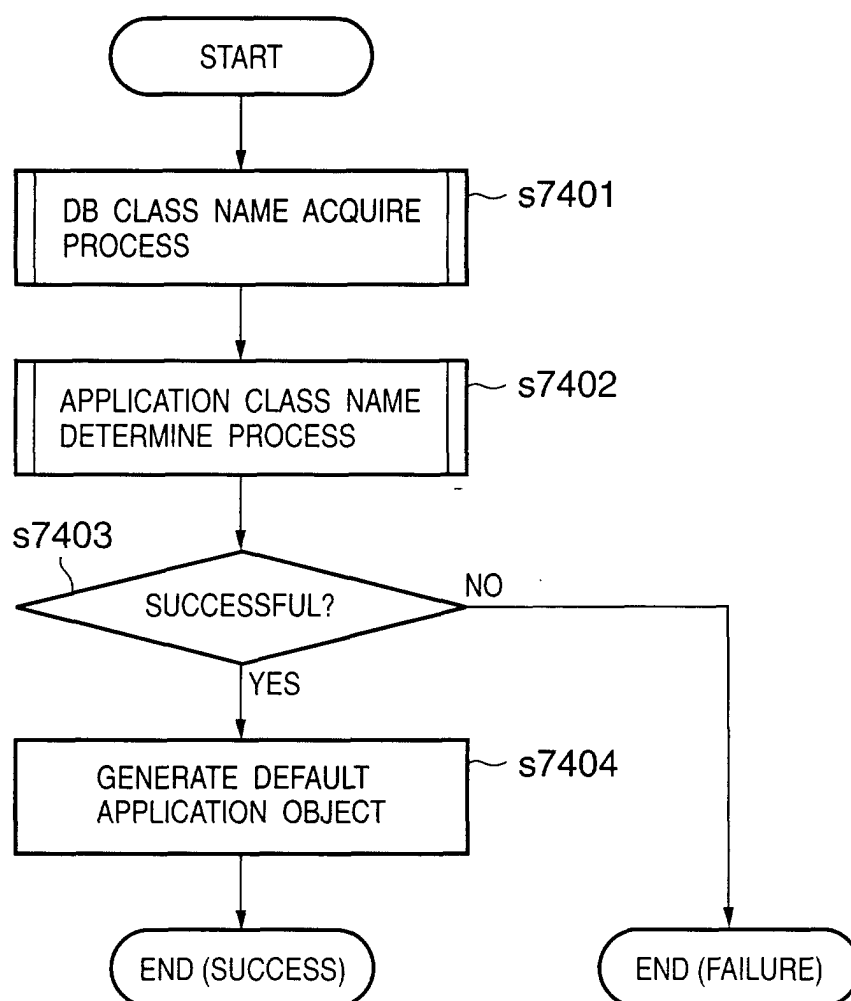 START
DB CLASS NAME ACQUIRE
PROCESS
s7401
APPLICATION CLASS NAME
DETERMINE PROCESS
s7402
s7403
SUCCESSFUL?
NO
YES
GENERATE DEFAULT
APPLICATION OBJECT
s7404
END (SUCCESS)
END (FAILURE)